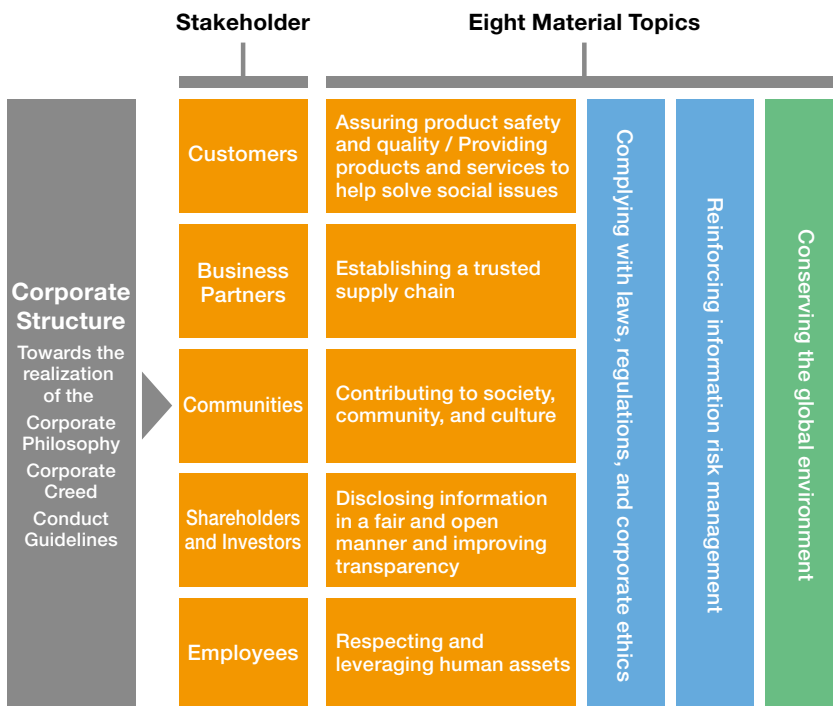 Stakeholder
Eight Material Topics
Corporate
Structure
Towards the
realization
of the
Corporate
Philosophy
Corporate
Creed
Conduct
Guidelines
Customers
Assuring product safety
and quality / Providing
products and services to
help solve social issues
Business
Partners
Establishing a trusted
supply chain
Communities
Contributing to society,
community, and culture
Shareholders
and Investors
Disclosing information
in a fair and open
manner and improving
transparency
Employees
Respecting and
leveraging human assets
Complying with laws, regulations, and corporate ethics
Reinforcing information risk management
Conserving the global environment